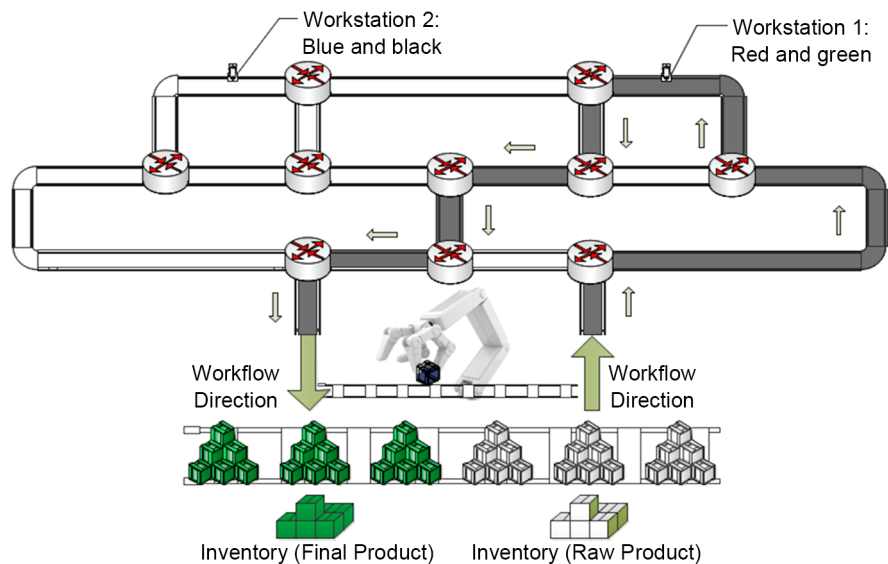 Workstation 2:
Blue and black
Workstation 1:
Red and green
Workflow
Direction
Workflow
Direction
Inventory (Final Product)
Inventory (Raw Product)